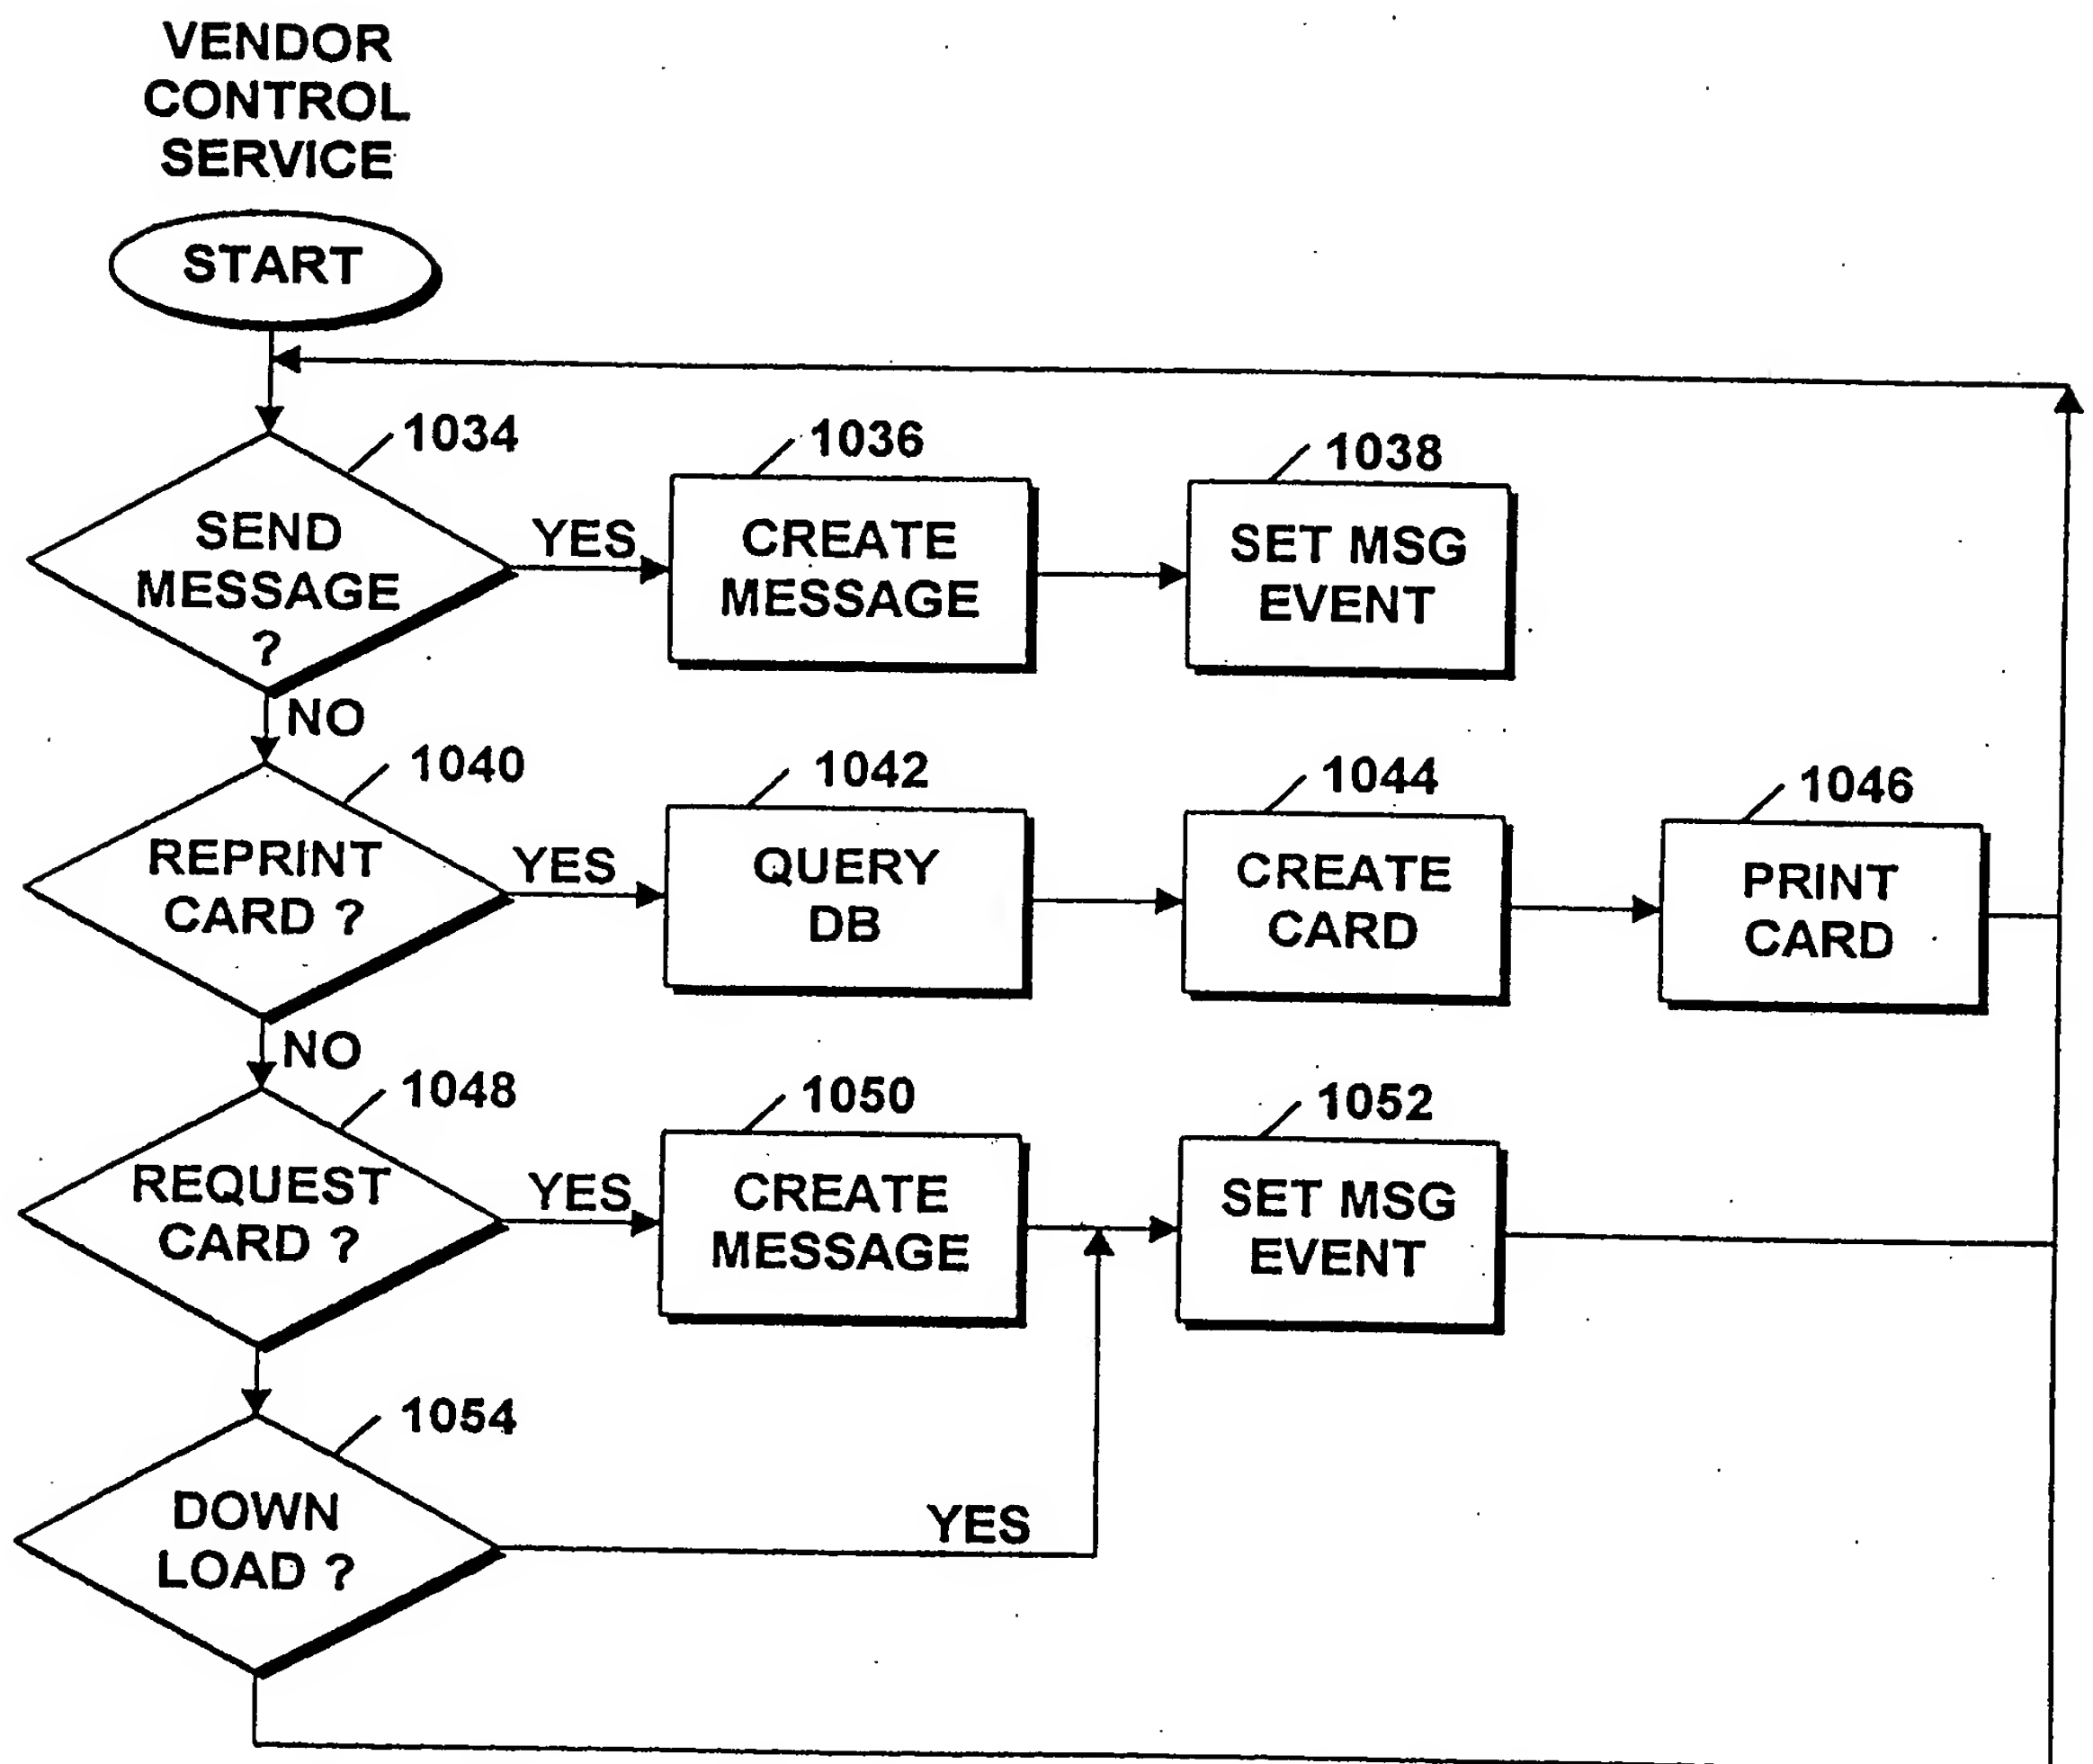 VENDOR
CONTROL
SERVICE
START
1034
SEND
MESSAGE
?
YES
1036
CREATE
MESSAGE
1038
SET MSG
EVENT
NO
1040
REPRINT
CARD ?
YES
1042
QUERY
DB
1044
CREATE
CARD
1046
PRINT
CARD
NO
1048
REQUEST
CARD ?
YES
1050
CREATE
MESSAGE
1052
SET MSG
EVENT
1054
DOWN
LOAD ?
YES